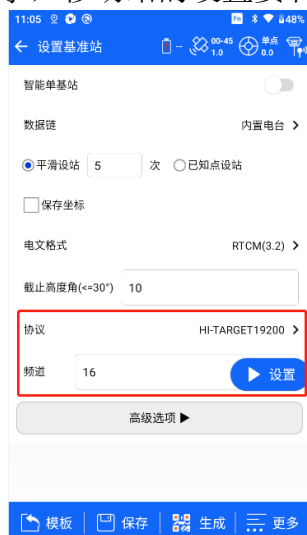 11:05 48%
设置基准站 -- 00-45 1.0 单点 0.0
智能单基站
数据链 内置电台
平滑设站 5 次 已知点设站
保存坐标
电文格式 RTCM(3.2)
截止高度角(<=30°) 10
协议 HI-TARGET19200
频道 16 设置
高级选项▶
模板 保存 生成 更多